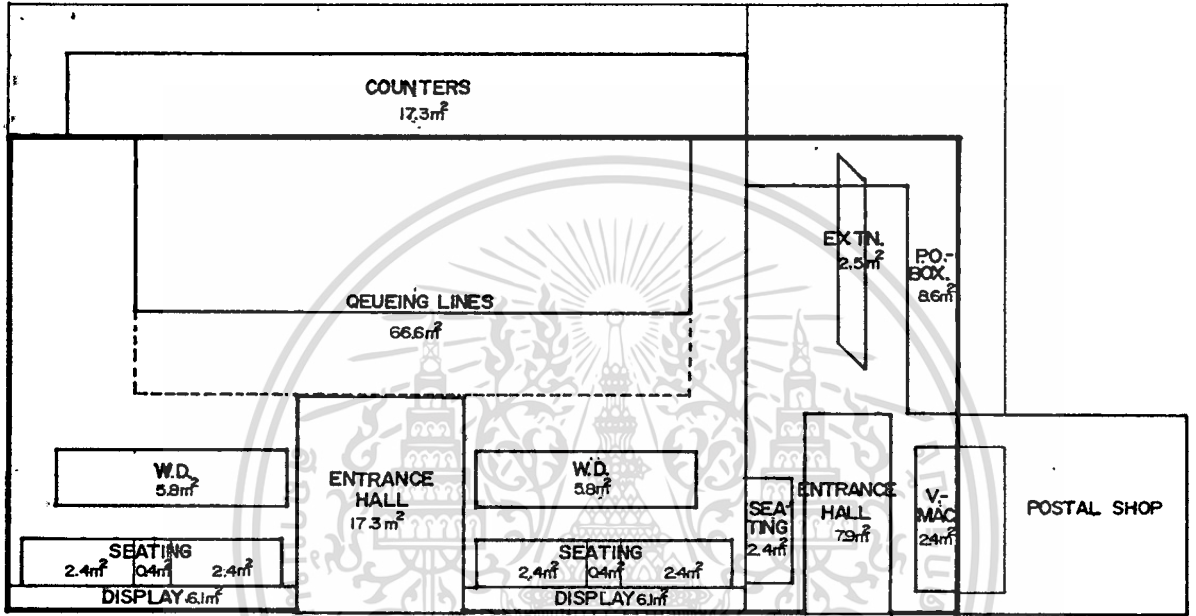 COUNTERS
17.3m²
QEUEING LINES
66.6m²
EXTN.
2.5m²
P.O.-
BOX.
8.6m²
W.D.
5.8m²
ENTRANCE
HALL
17.3 m²
W.D.
5.8m²
SEA-
TING
2.4m²
ENTRANCE
HALL
7.9m²
V-
MAC
2.4m²
POSTAL SHOP
SEATING
2.4m² 0.4m² 2.4m²
DISPLAY 6.1m²
SEATING
2.4m² 0.4m² 2.4m²
DISPLAY 6.1m²